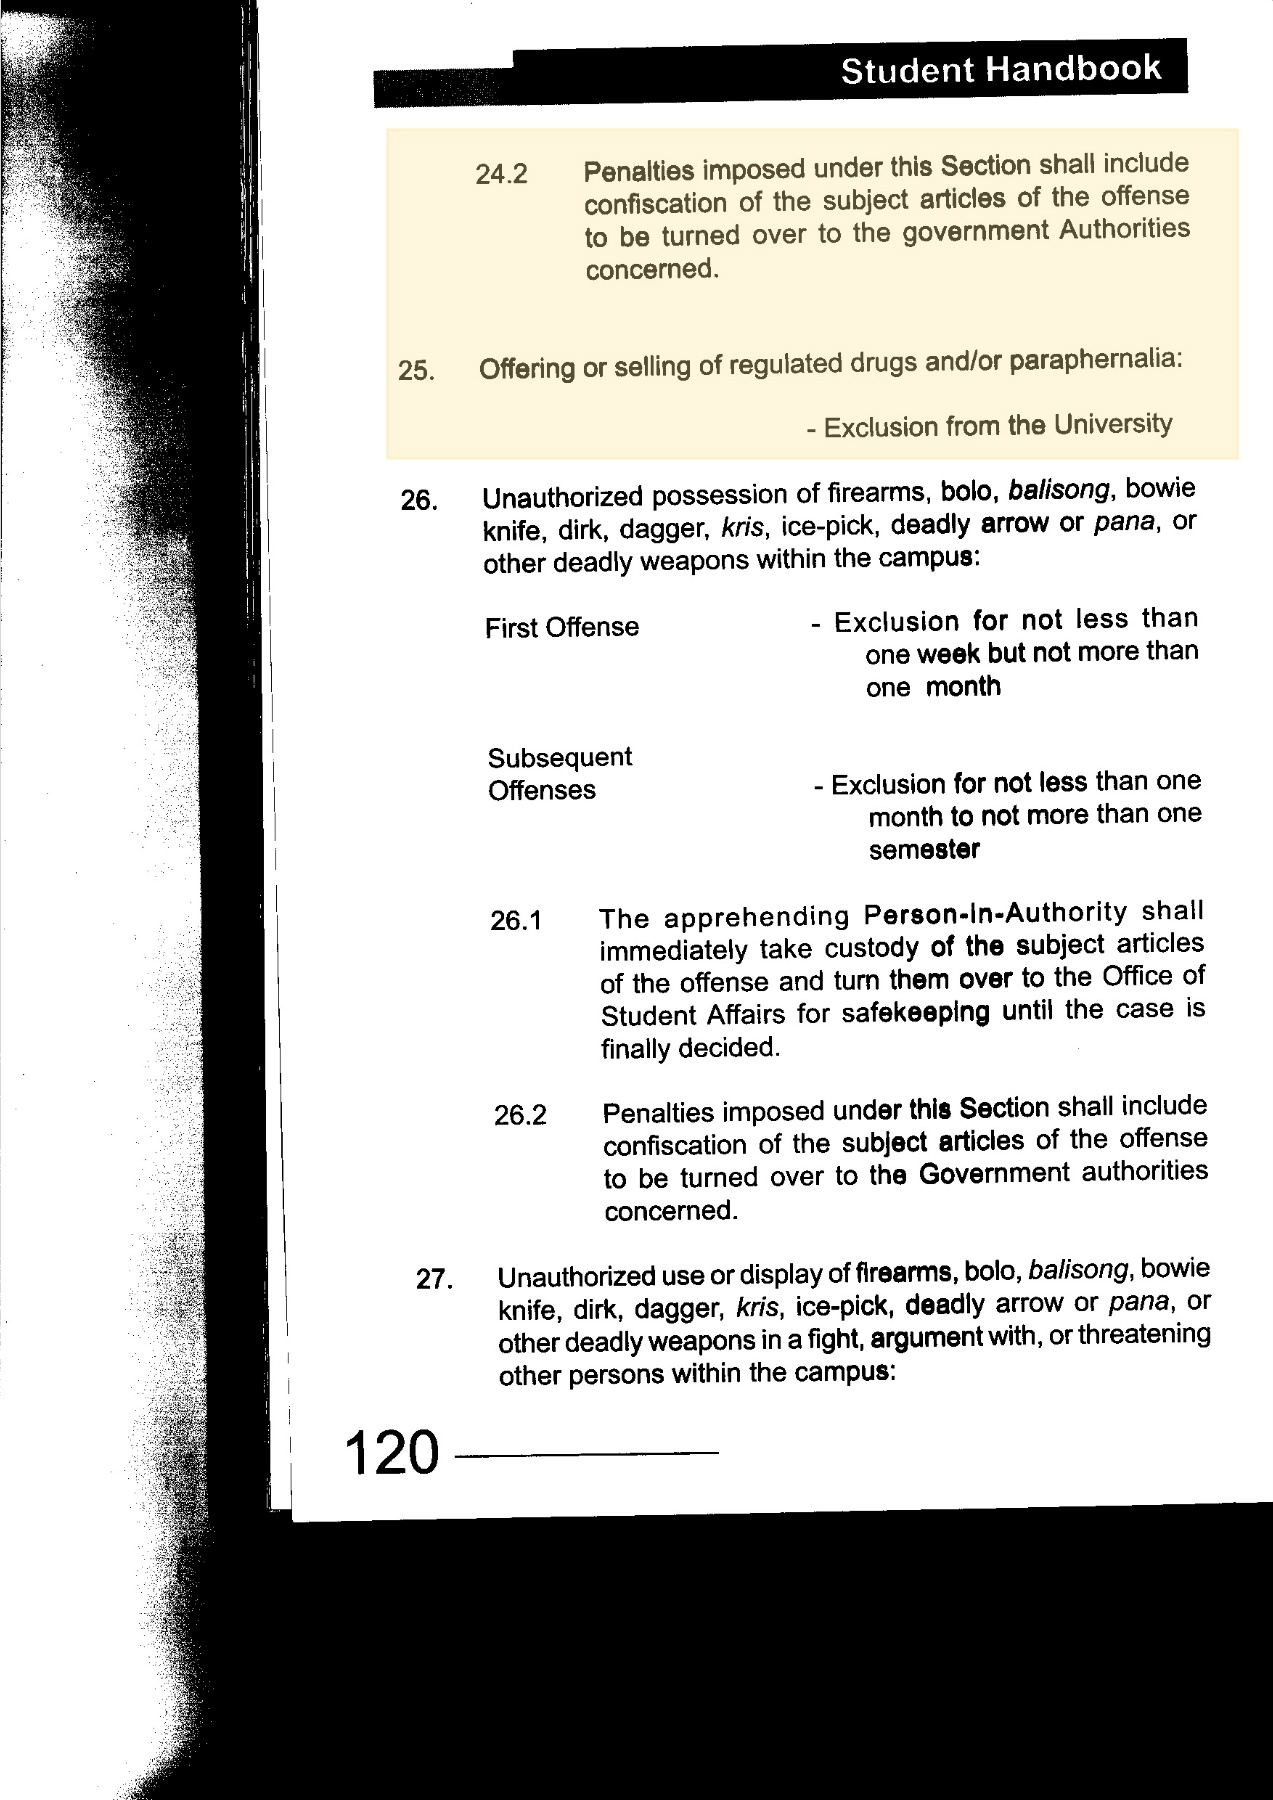 Student Handbook
24.2 Penalties imposed under this Section shall include
confiscation of the subject articles of the offense
to be turned over to the government Authorities
concerned.
25. Offering or selling of regulated drugs and/or paraphernalia:
- Exclusion from the University
26. Unauthorized possession of firearms, bolo, balisong, bowie
knife, dirk, dagger, kris, ice-pick, deadly arrow or pana, or
other deadly weapons within the campus:
First Offense - Exclusion for not less than
one week but not more than
one month
Subsequent
Offenses - Exclusion for not less than one
month to not more than one
semester
26.1 The apprehending Person-In-Authority shall
immediately take custody of the subject articles
of the offense and turn them over to the Office of
Student Affairs for safekeeping until the case is
finally decided.
26.2 Penalties imposed under this Section shall include
confiscation of the subject articles of the offense
to be turned over to the Government authorities
concerned.
27. Unauthorized use or display of firearms, bolo, balisong, bowie
knife, dirk, dagger, kris, ice-pick, deadly arrow or pana, or
other deadly weapons in a fight, argument with, or threatening
other persons within the campus:
120